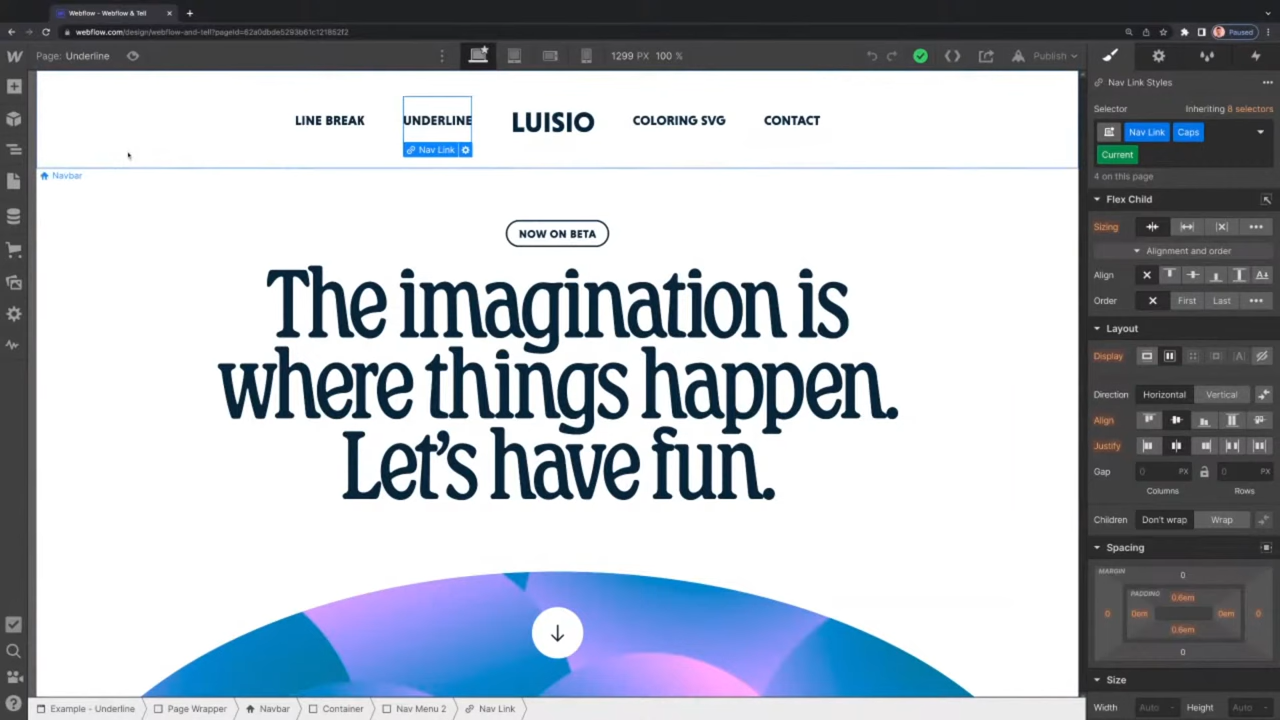 Webflow - Webflow & Tell
webflow.com/design/webflow-and-tell?pageId=62a0dbde5293b61c121852f2
Paused
Page: Underline
1299 PX 100 %
Publish
LINE BREAK
UNDERLINE
LUISIO
COLORING SVG
CONTACT
Nav Link
Navbar
NOW ON BETA
The imagination is
where things happen.
Let's have fun.
Nav Link Styles
Selector
Inheriting 8 selectors
Nav Link
Caps
Current
4 on this page
Flex Child
Sizing
Alignment and order
Align
Order
First
Last
Layout
Display
Direction
Horizontal
Vertical
Align
Justify
Gap
0 PX
0 PX
Columns
Rows
Children
Don't wrap
Wrap
Spacing
MARGIN
0
PADDING
0.6em
0
0em
0em
0
0.6em
0
Size
Width
Auto
Height
Auto
Example - Underline
Page Wrapper
Navbar
Container
Nav Menu 2
Nav Link